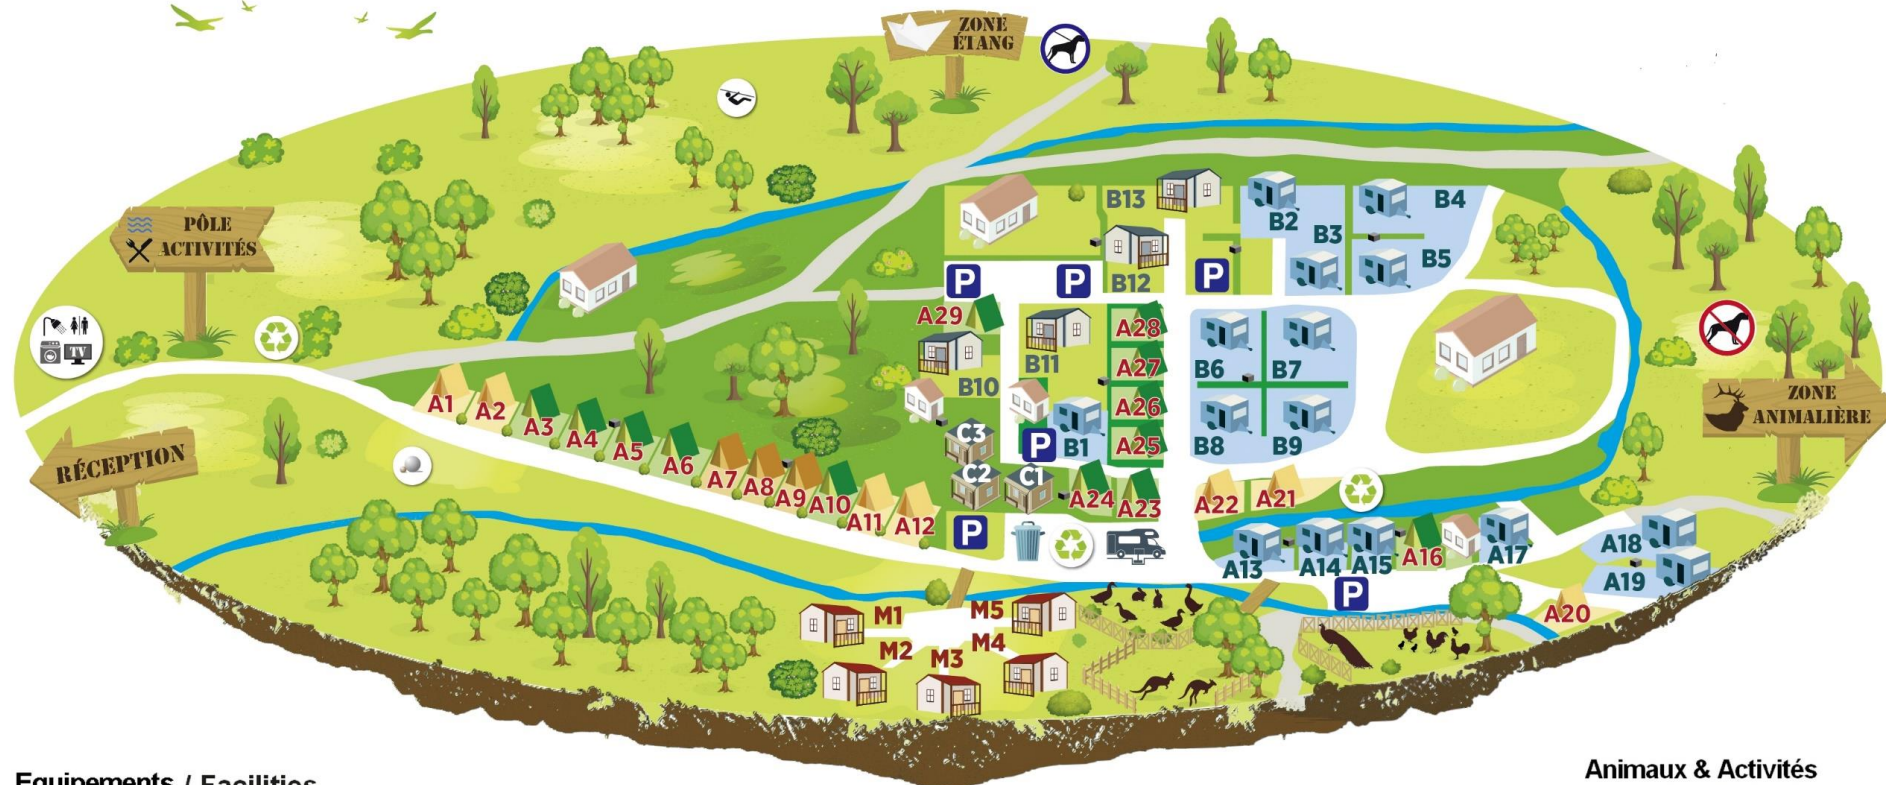 ZONE
ÉTANG
PÔLE
ACTIVITÉS
TV
RÉCEPTION
ZONE
ANIMALIÈRE
B13
B2
B4
B3
B5
B12
P
P
P
A29
A28
B11
A27
B10
A26
A25
B6
B7
B8
B9
B1
P
C3
C2
C1
A24
A23
A22
A21
A1
A2
A3
A4
A5
A6
A7
A8
A9
A10
A11
A12
P
A13
A14
A15
A16
A17
A18
A19
A20
P
M1
M5
M2
M3
M4
Equipements / Facilities
Animaux & Activités